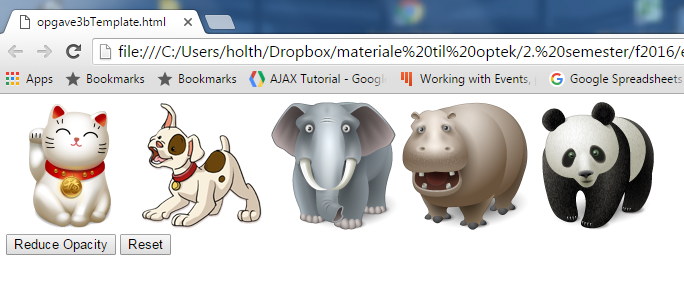 opgave3bTemplate.html
file:///C:/Users/holth/Dropbox/materiale%20til%20optek/2.%20semester/f2016/e
Apps Bookmarks Bookmarks AJAX Tutorial - Goog Working with Events, Google Spreadsheets
Reduce Opacity Reset